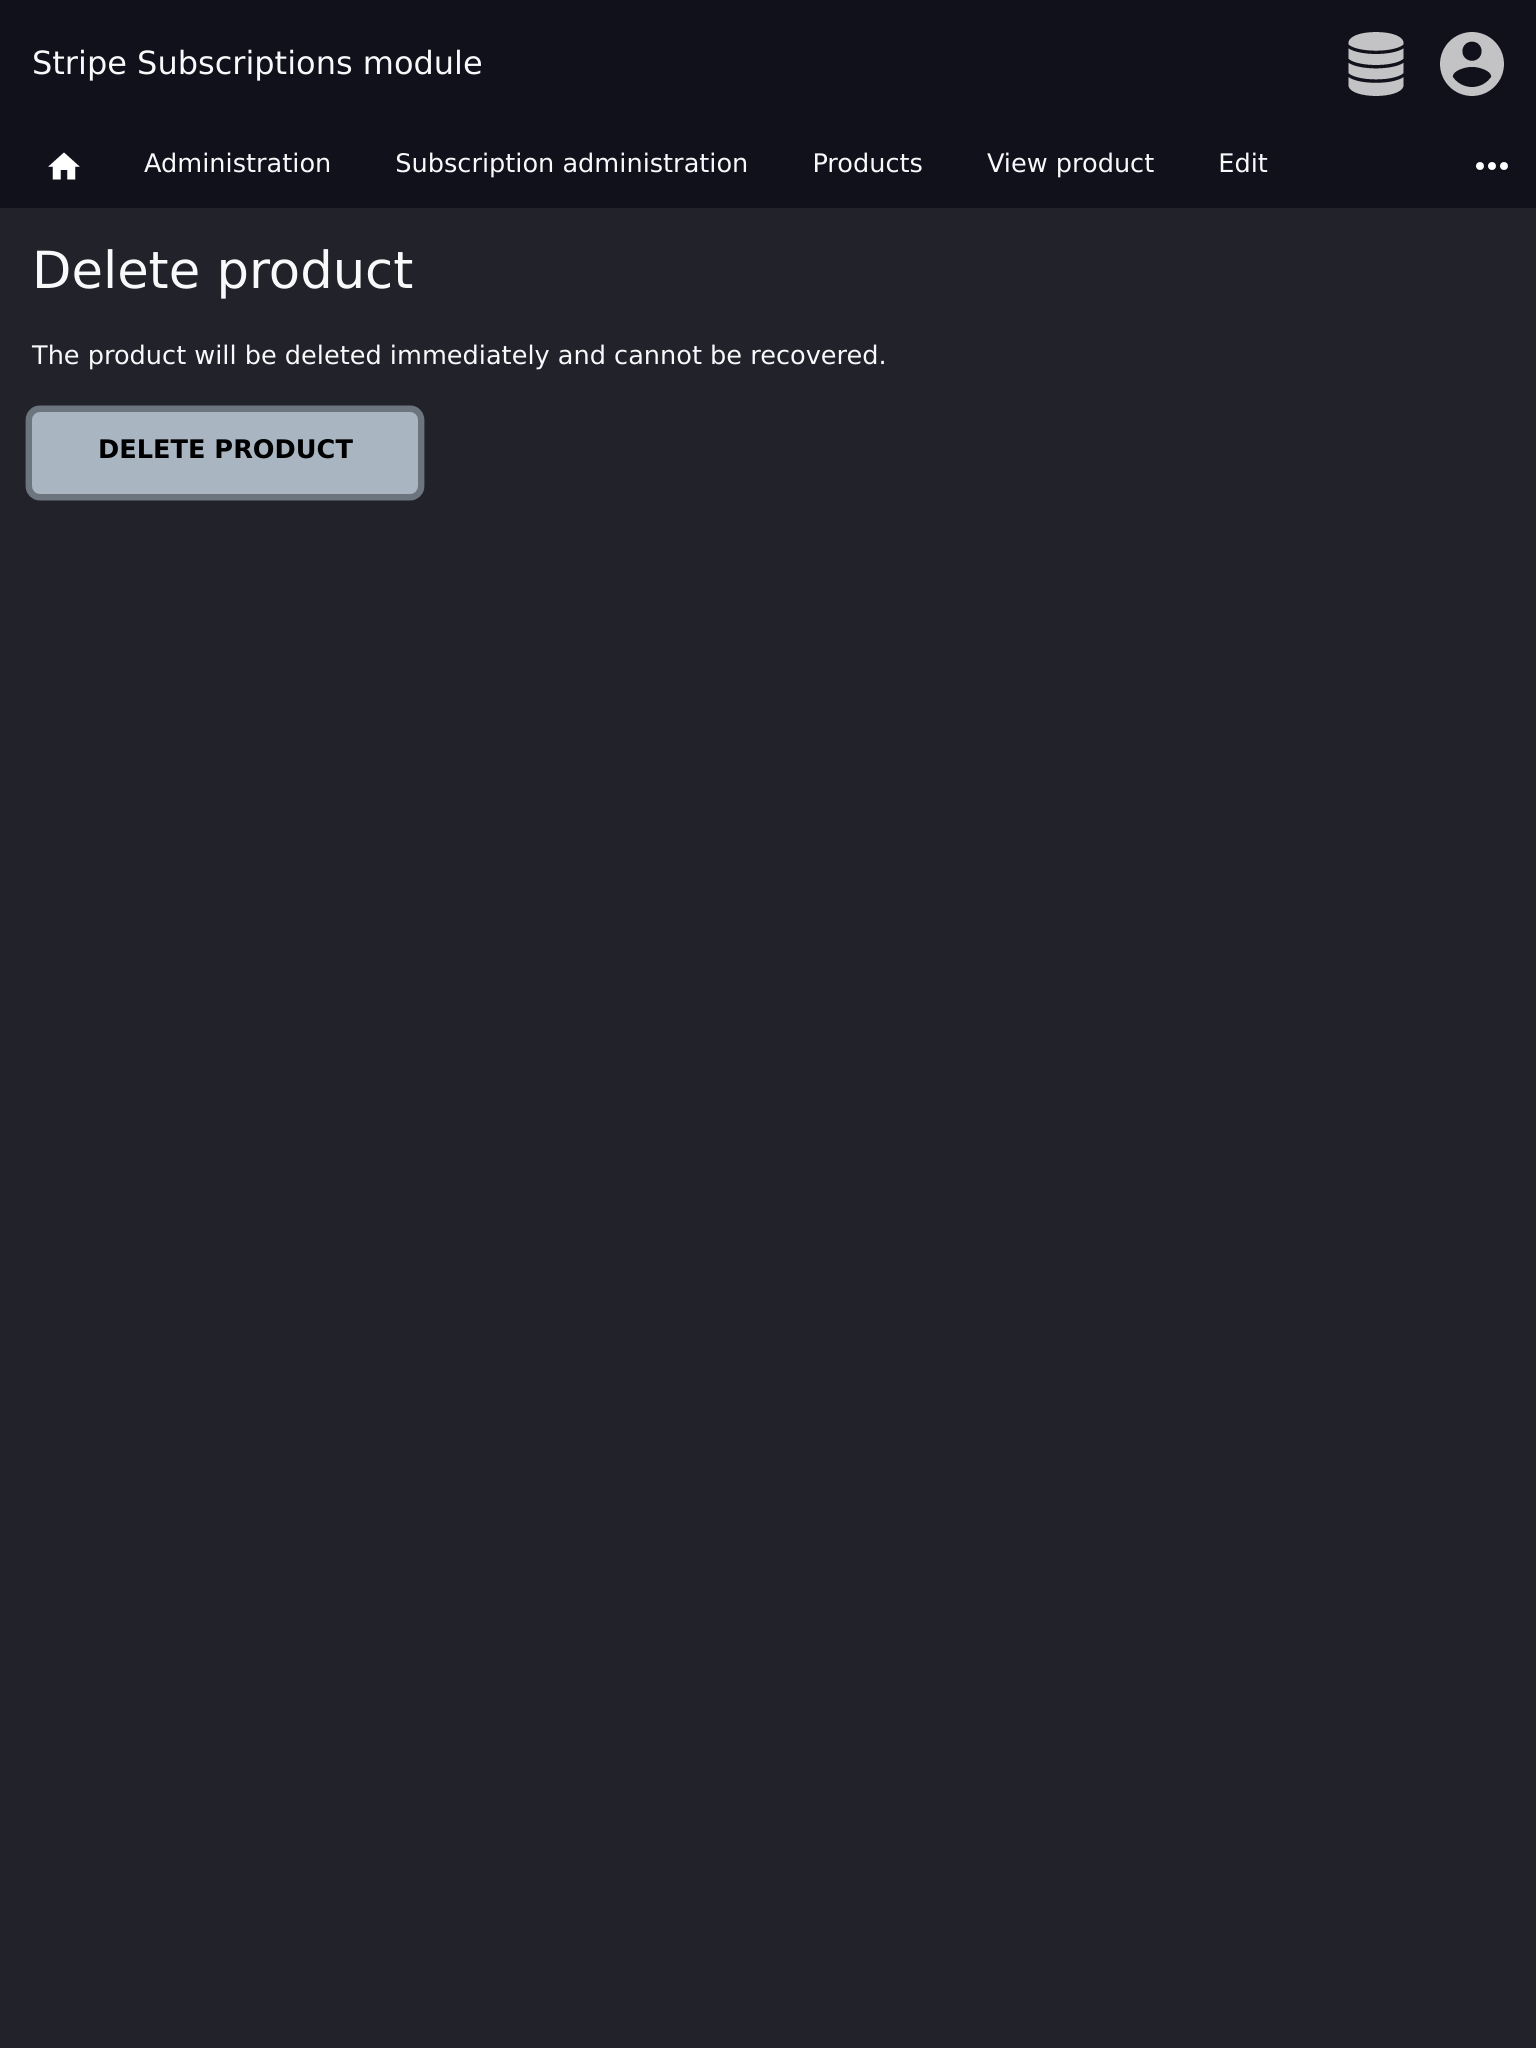 Stripe Subscriptions module
Administration Subscription administration Products View product Edit
Delete product
The product will be deleted immediately and cannot be recovered.
DELETE PRODUCT